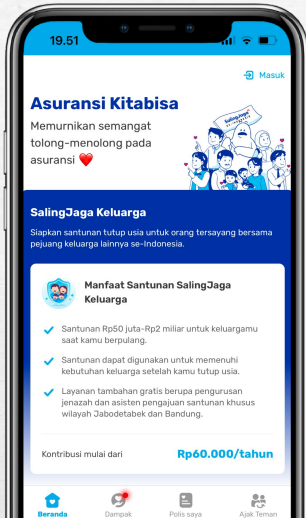 19.51
Masuk
Asuransi Kitabisa
Memurnikan semangat
tolong-menolong pada
asuransi ❤️
SalingJaga
SalingJaga Keluarga
Siapkan santunan tutup usia untuk orang tersayang bersama
pejuang keluarga lainnya se-Indonesia.
Manfaat Santunan SalingJaga
Keluarga
Santunan Rp50 juta-Rp2 miliar untuk keluargamu
saat kamu berpulang.
Santunan dapat digunakan untuk memenuhi
kebutuhan keluarga setelah kamu tutup usia.
Layanan tambahan gratis berupa pengurusan
jenazah dan asisten pengajuan santunan khusus
wilayah Jabodetabek dan Bandung.
Kontribusi mulai dari Rp60.000/tahun
Beranda Dampak Polis saya Ajak Teman